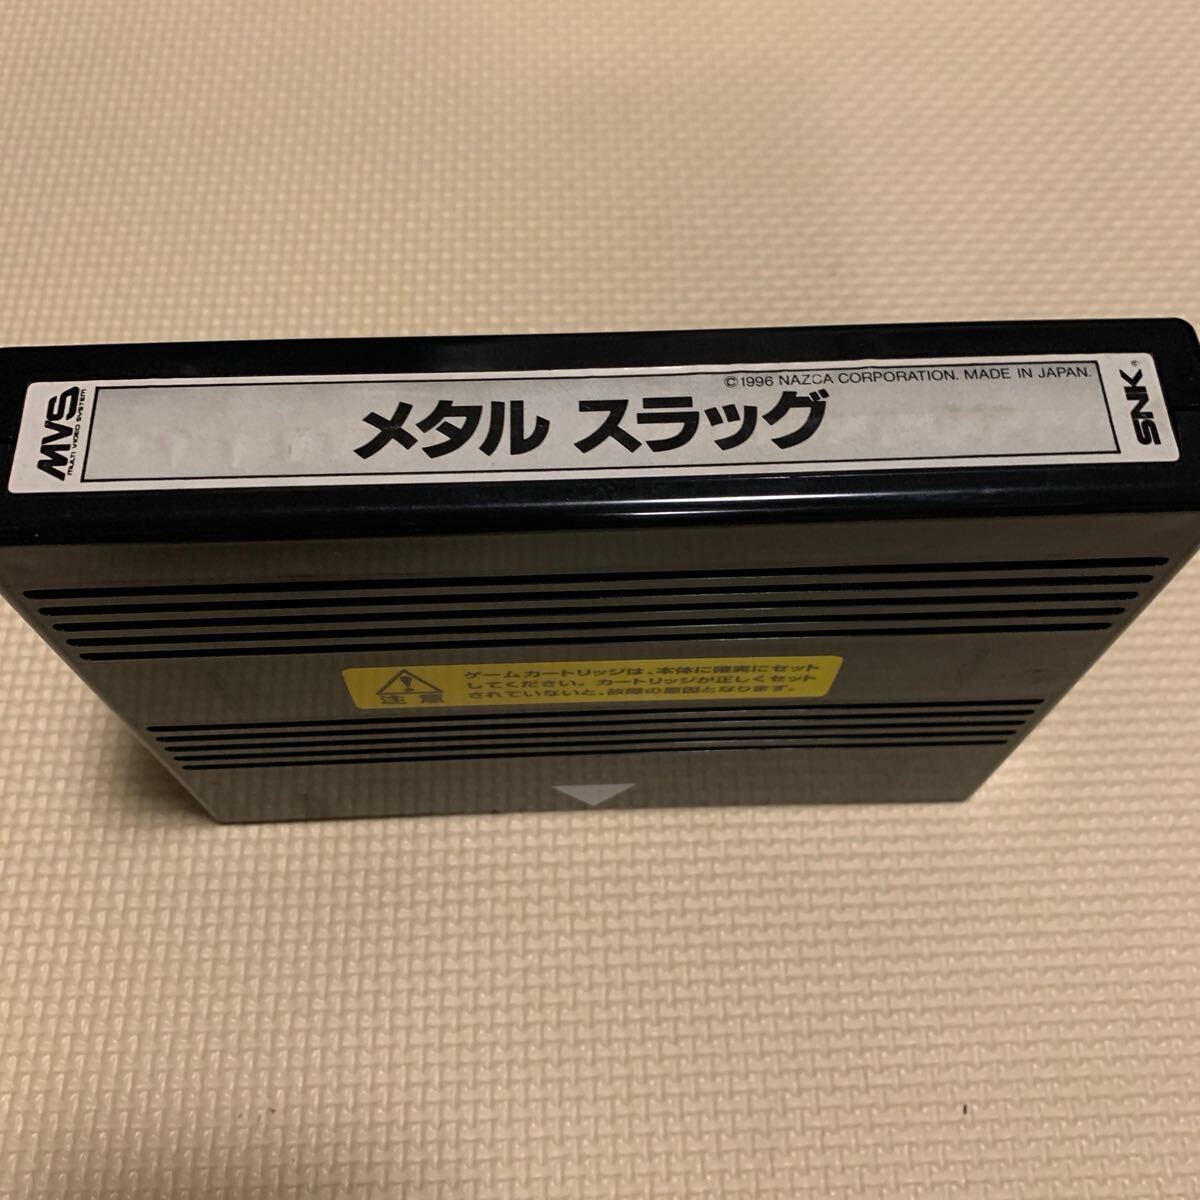 MVS
MULTI VIDEO SYSTEM
©1996 NAZCA CORPORATION. MADE IN JAPAN.
メタル スラッグ
SNK®
注意
ゲームカートリッジは、本体に確実にセット
してください。カートリッジが正しくセット
されていないと、故障の原因となります。